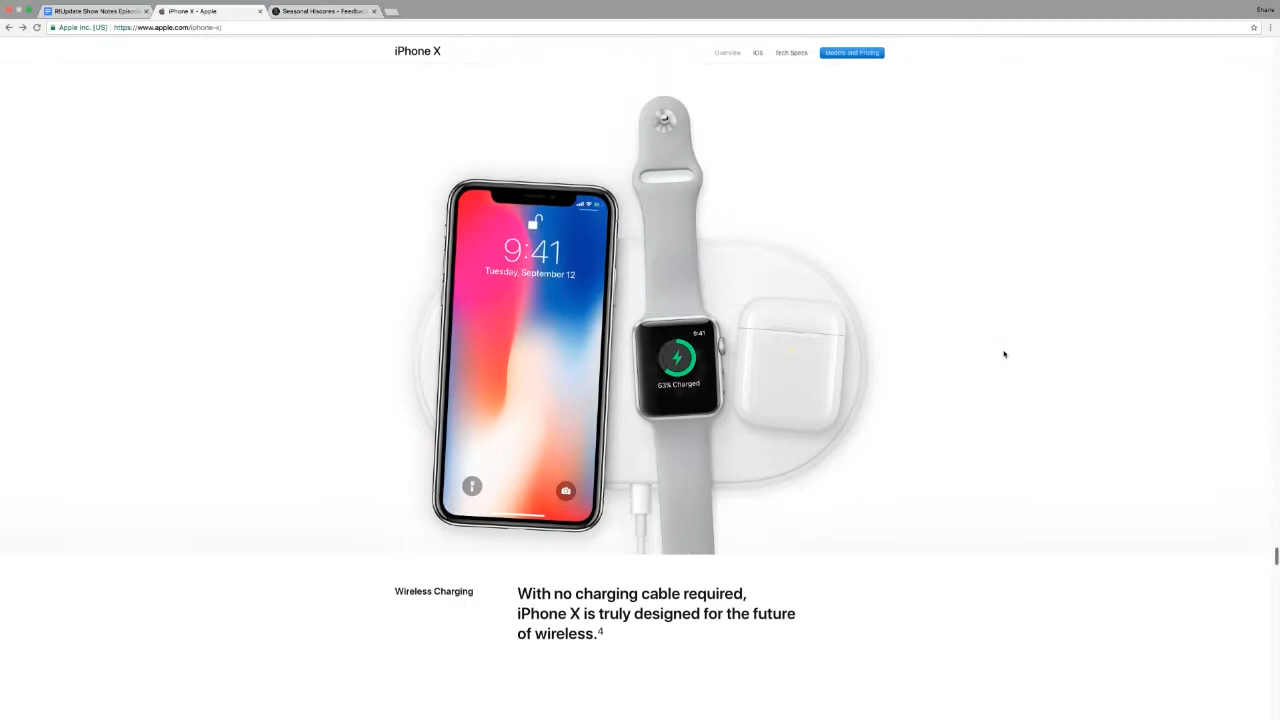 RIUpdate Show Notes Episode
iPhone X - Apple
Seasonal Hiscores - Feedback
Shane
Apple Inc. [US] https://www.apple.com/iphone-x/
iPhone X
Overview iOS Tech Specs Models and Pricing
9:41
Tuesday, September 12
9:41
63% Charged
Wireless Charging
With no charging cable required,
iPhone X is truly designed for the future
of wireless.4